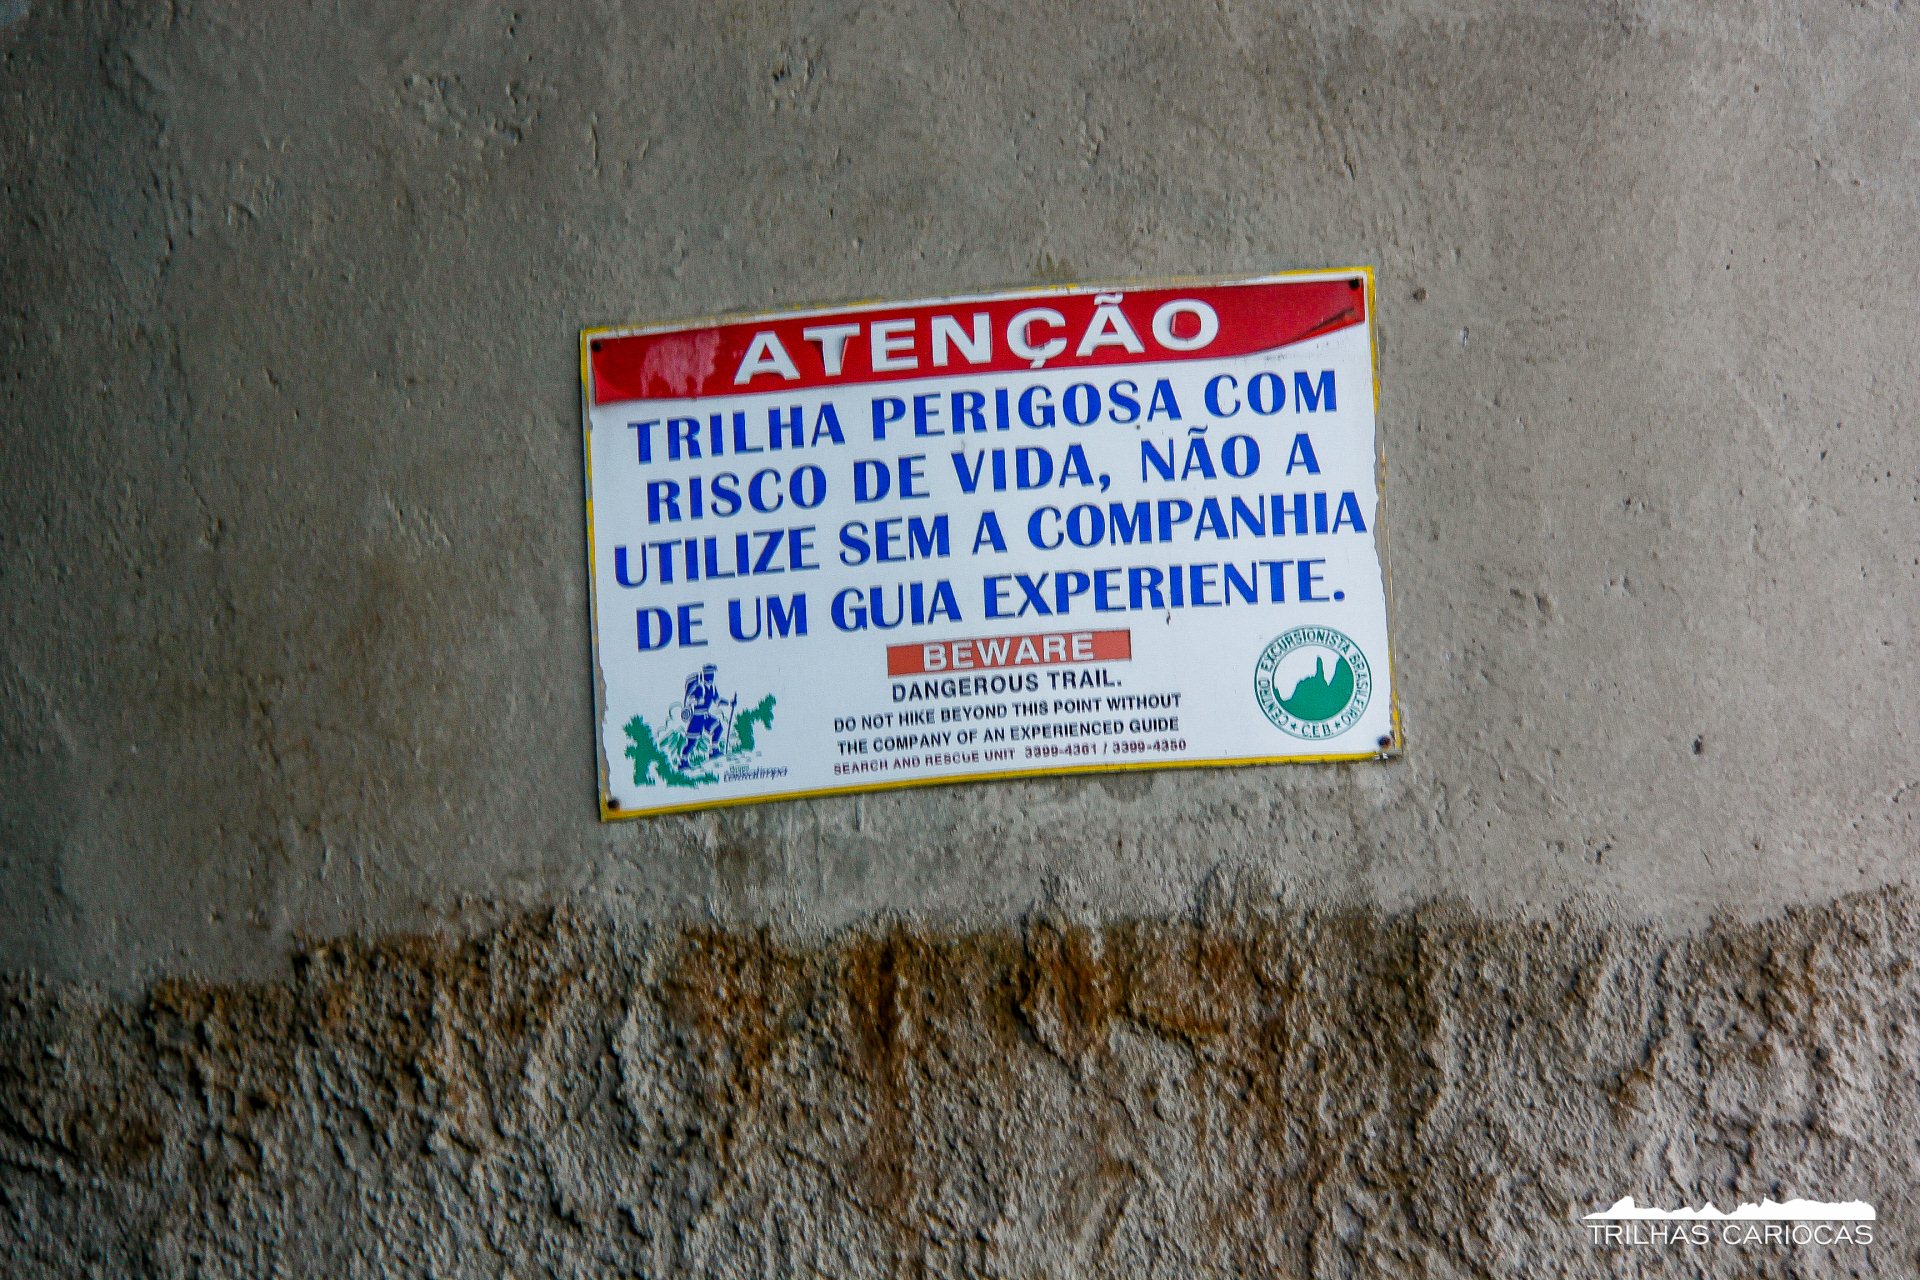 ATENÇÃO
TRILHA PERIGOSA COM
RISCO DE VIDA, NÃO A
UTILIZE SEM A COMPANHIA
DE UM GUIA EXPERIENTE.
BEWARE
DANGEROUS TRAIL.
DO NOT HIKE BEYOND THIS POINT WITHOUT
THE COMPANY OF AN EXPERIENCED GUIDE
SEARCH AND RESCUE UNIT 3399-4361 / 3399-4350
CENTRO EXCURSIONISTA BRASILEIRO
C.E.B.
TRILHAS CARIOCAS